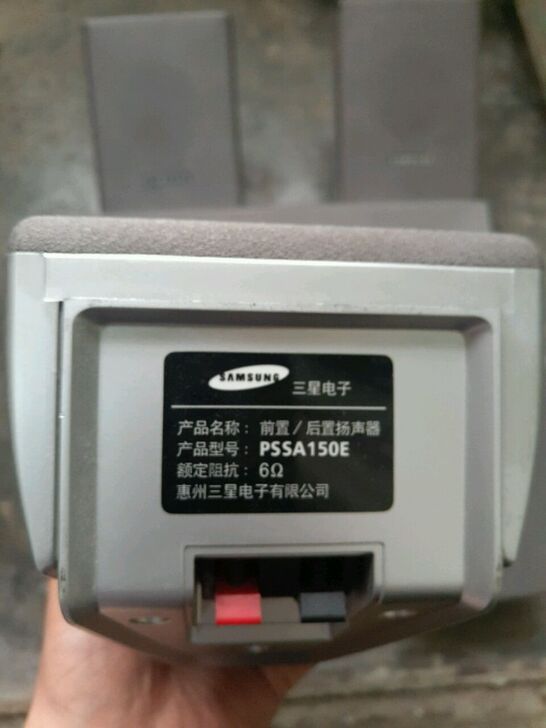 SAMSUNG 三星电子
产品名称：前置/后置扬声器
产品型号：PSSA150E
额定阻抗：6Ω
惠州三星电子有限公司